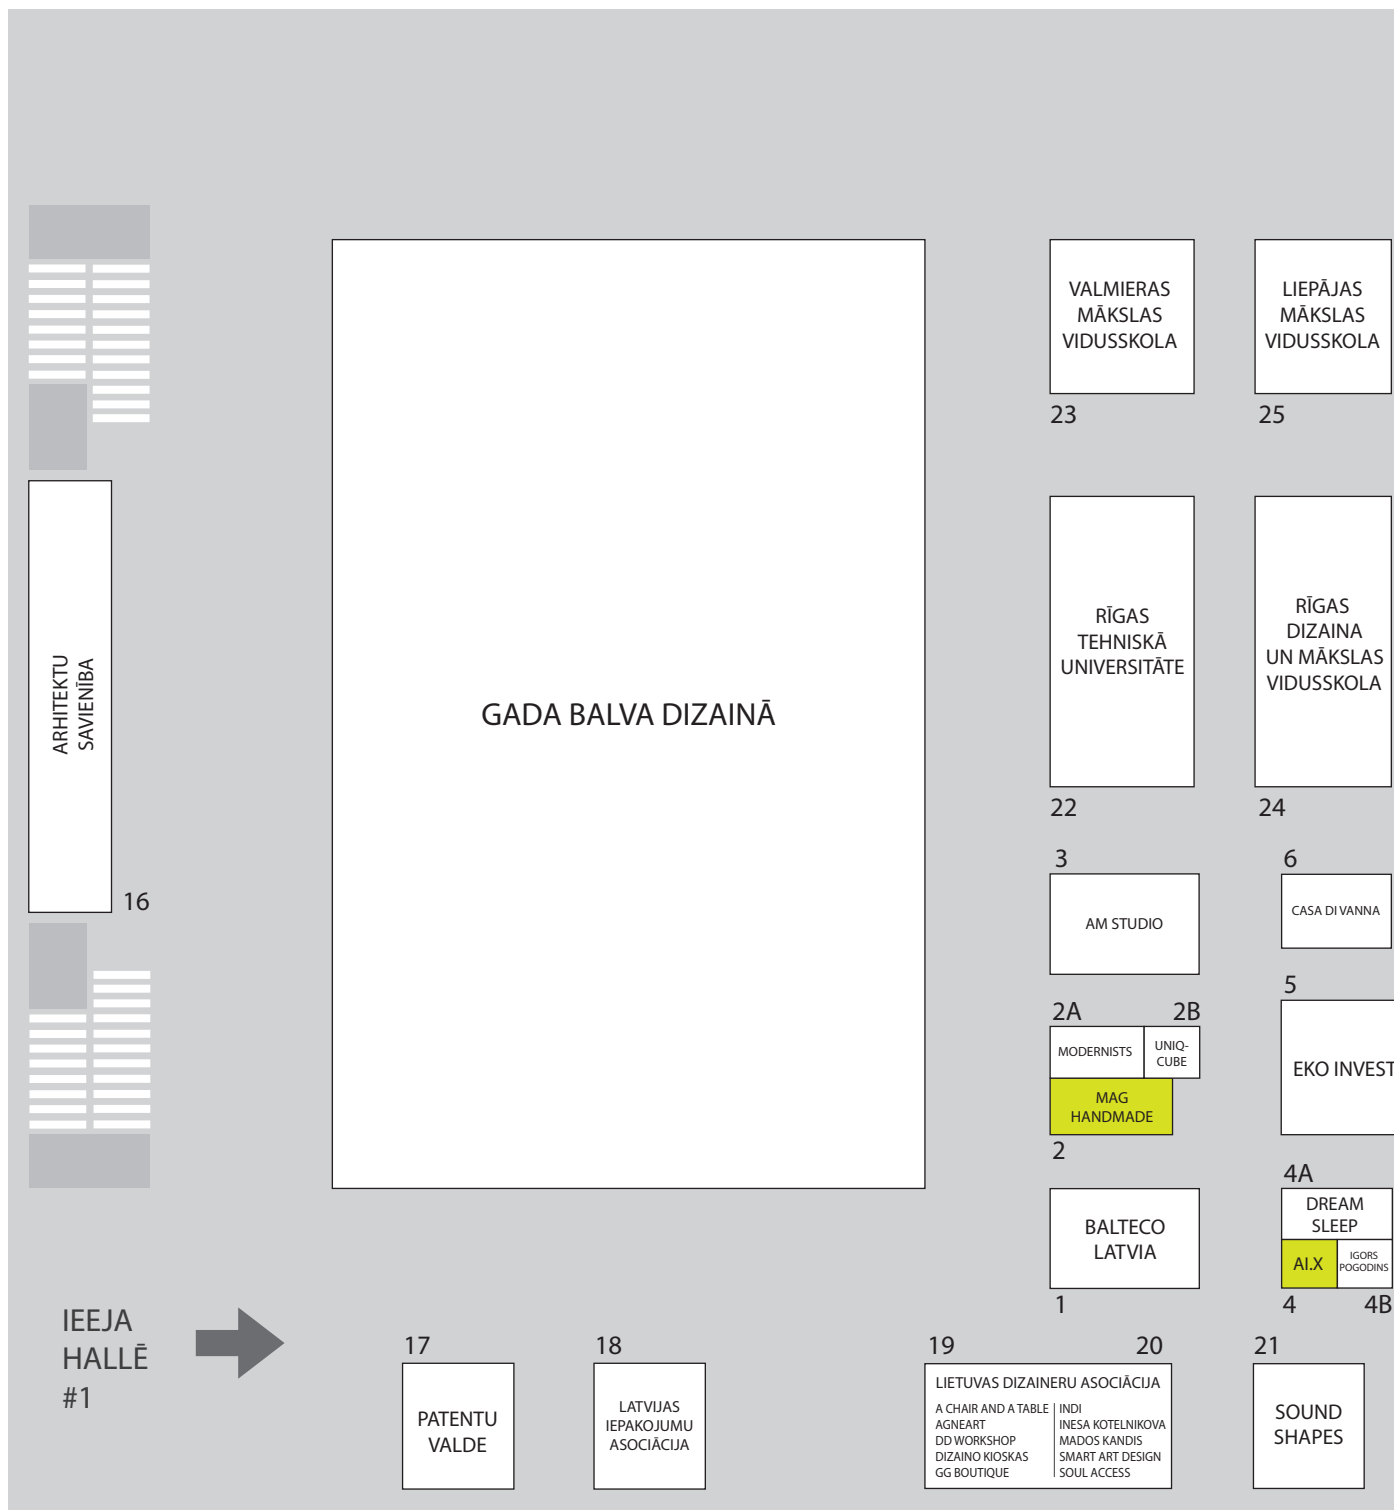 VALMIERAS
MĀKSLAS
VIDUSSKOLA
23
LIEPĀJAS
MĀKSLAS
VIDUSSKOLA
25
ARHITEKTU
SAVIENĪBA
16
GADA BALVA DIZAINĀ
RĪGAS
TEHNISKĀ
UNIVERSITĀTE
22
RĪGAS
DIZAINA
UN MĀKSLAS
VIDUSSKOLA
24
3
AM STUDIO
6
CASA DI VANNA
2A
2B
MODERNISTS
UNIQ-
CUBE
MAG
HANDMADE
2
5
EKO INVEST
BALTECO
LATVIA
1
4A
DREAM
SLEEP
AI.X
IGORS
POGODINS
4
4B
IEEJA
HALLĒ
#1
17
PATENTU
VALDE
18
LATVIJAS
IEPAKOJUMU
ASOCIĀCIJA
19
20
LIETUVAS DIZAINERU ASOCIĀCIJA
A CHAIR AND A TABLE
AGNEART
DD WORKSHOP
DIZAINO KIOSKAS
GG BOUTIQUE
INDI
INESA KOTELNIKOVA
MADOS KANDIS
SMART ART DESIGN
SOUL ACCESS
21
SOUND
SHAPES